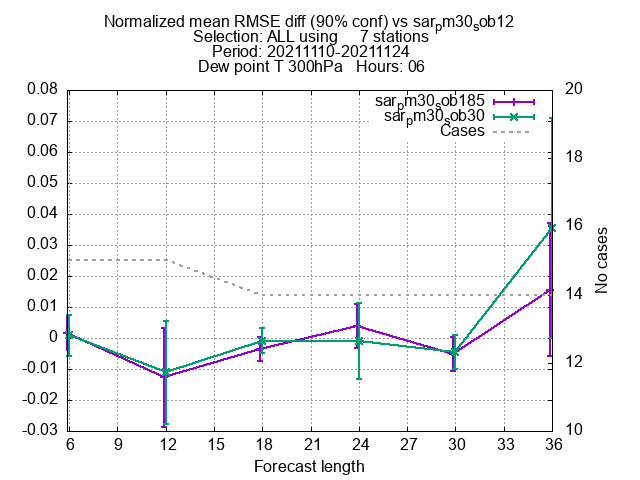 Normalized mean RMSE diff (90% conf) vs sarpm30sob12
Selection: ALL using 7 stations
Period: 20211110-20211124
Dew point T 300hPa Hours: 06
sarpm30sob185
sarpm30sob30
Cases
0.08
0.07
0.06
0.05
0.04
0.03
0.02
0.01
0
-0.01
-0.02
-0.03
20
18
16
14
12
10
No cases
6 9 12 15 18 21 24 27 30 33 36
Forecast length